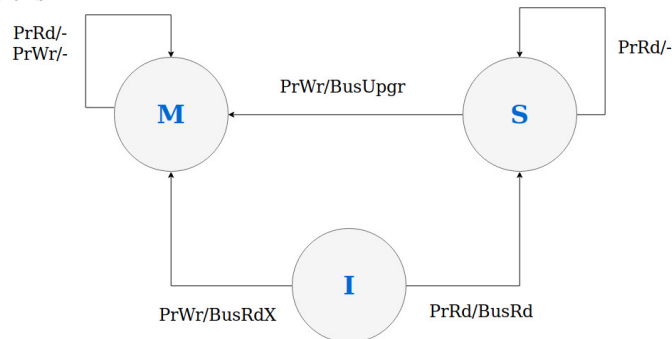 PrRd/-
PrWr/-
PrRd/-
PrWr/BusUpgr
M
S
I
PrWr/BusRdX
PrRd/BusRd